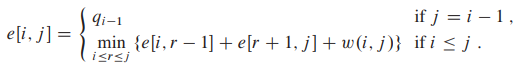 e[i, j] = { q_{i−1} if j = i − 1 ,
min_{i≤r≤j} {e[i, r − 1] + e[r + 1, j] + w(i, j)} if i ≤ j .